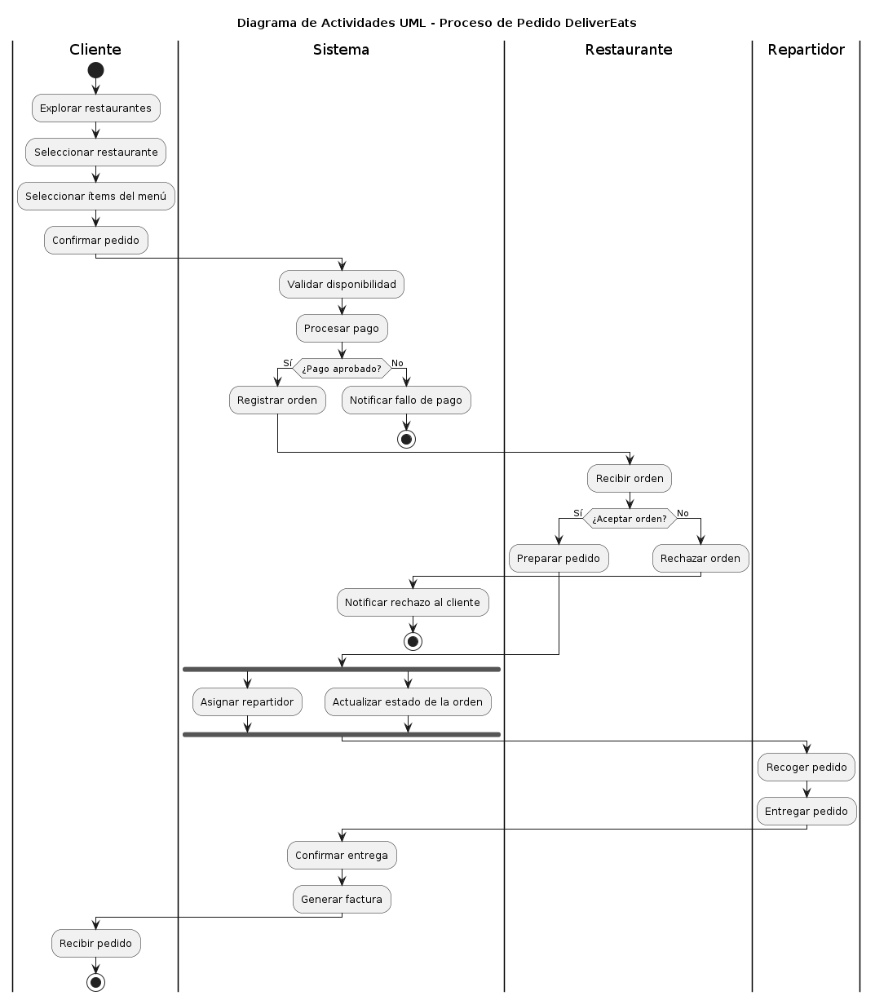 Diagrama de Actividades UML - Proceso de Pedido DeliverEats
Cliente
Sistema
Restaurante
Repartidor
Explorar restaurantes
Seleccionar restaurante
Seleccionar ítems del menú
Confirmar pedido
Validar disponibilidad
Procesar pago
¿Pago aprobado?
Sí
No
Registrar orden
Notificar fallo de pago
Recibir orden
¿Aceptar orden?
Sí
No
Preparar pedido
Rechazar orden
Notificar rechazo al cliente
Asignar repartidor
Actualizar estado de la orden
Recoger pedido
Entregar pedido
Confirmar entrega
Generar factura
Recibir pedido